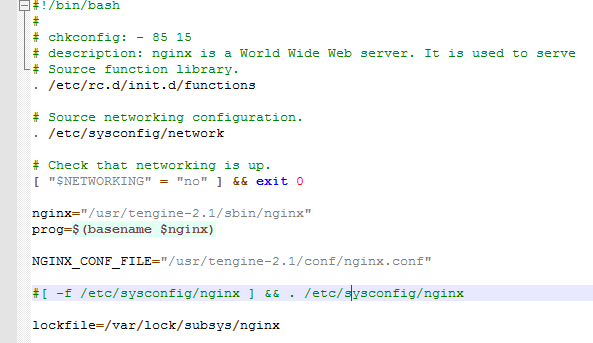 #!/bin/bash
#
# chkconfig: - 85 15
# description: nginx is a World Wide Web server. It is used to serve
# Source function library.
. /etc/rc.d/init.d/functions
# Source networking configuration.
. /etc/sysconfig/network
# Check that networking is up.
[ "$NETWORKING" = "no" ] && exit 0
nginx="/usr/tengine-2.1/sbin/nginx"
prog=$(basename $nginx)
NGINX_CONF_FILE="/usr/tengine-2.1/conf/nginx.conf"
#[ -f /etc/sysconfig/nginx ] && . /etc/sysconfig/nginx
lockfile=/var/lock/subsys/nginx